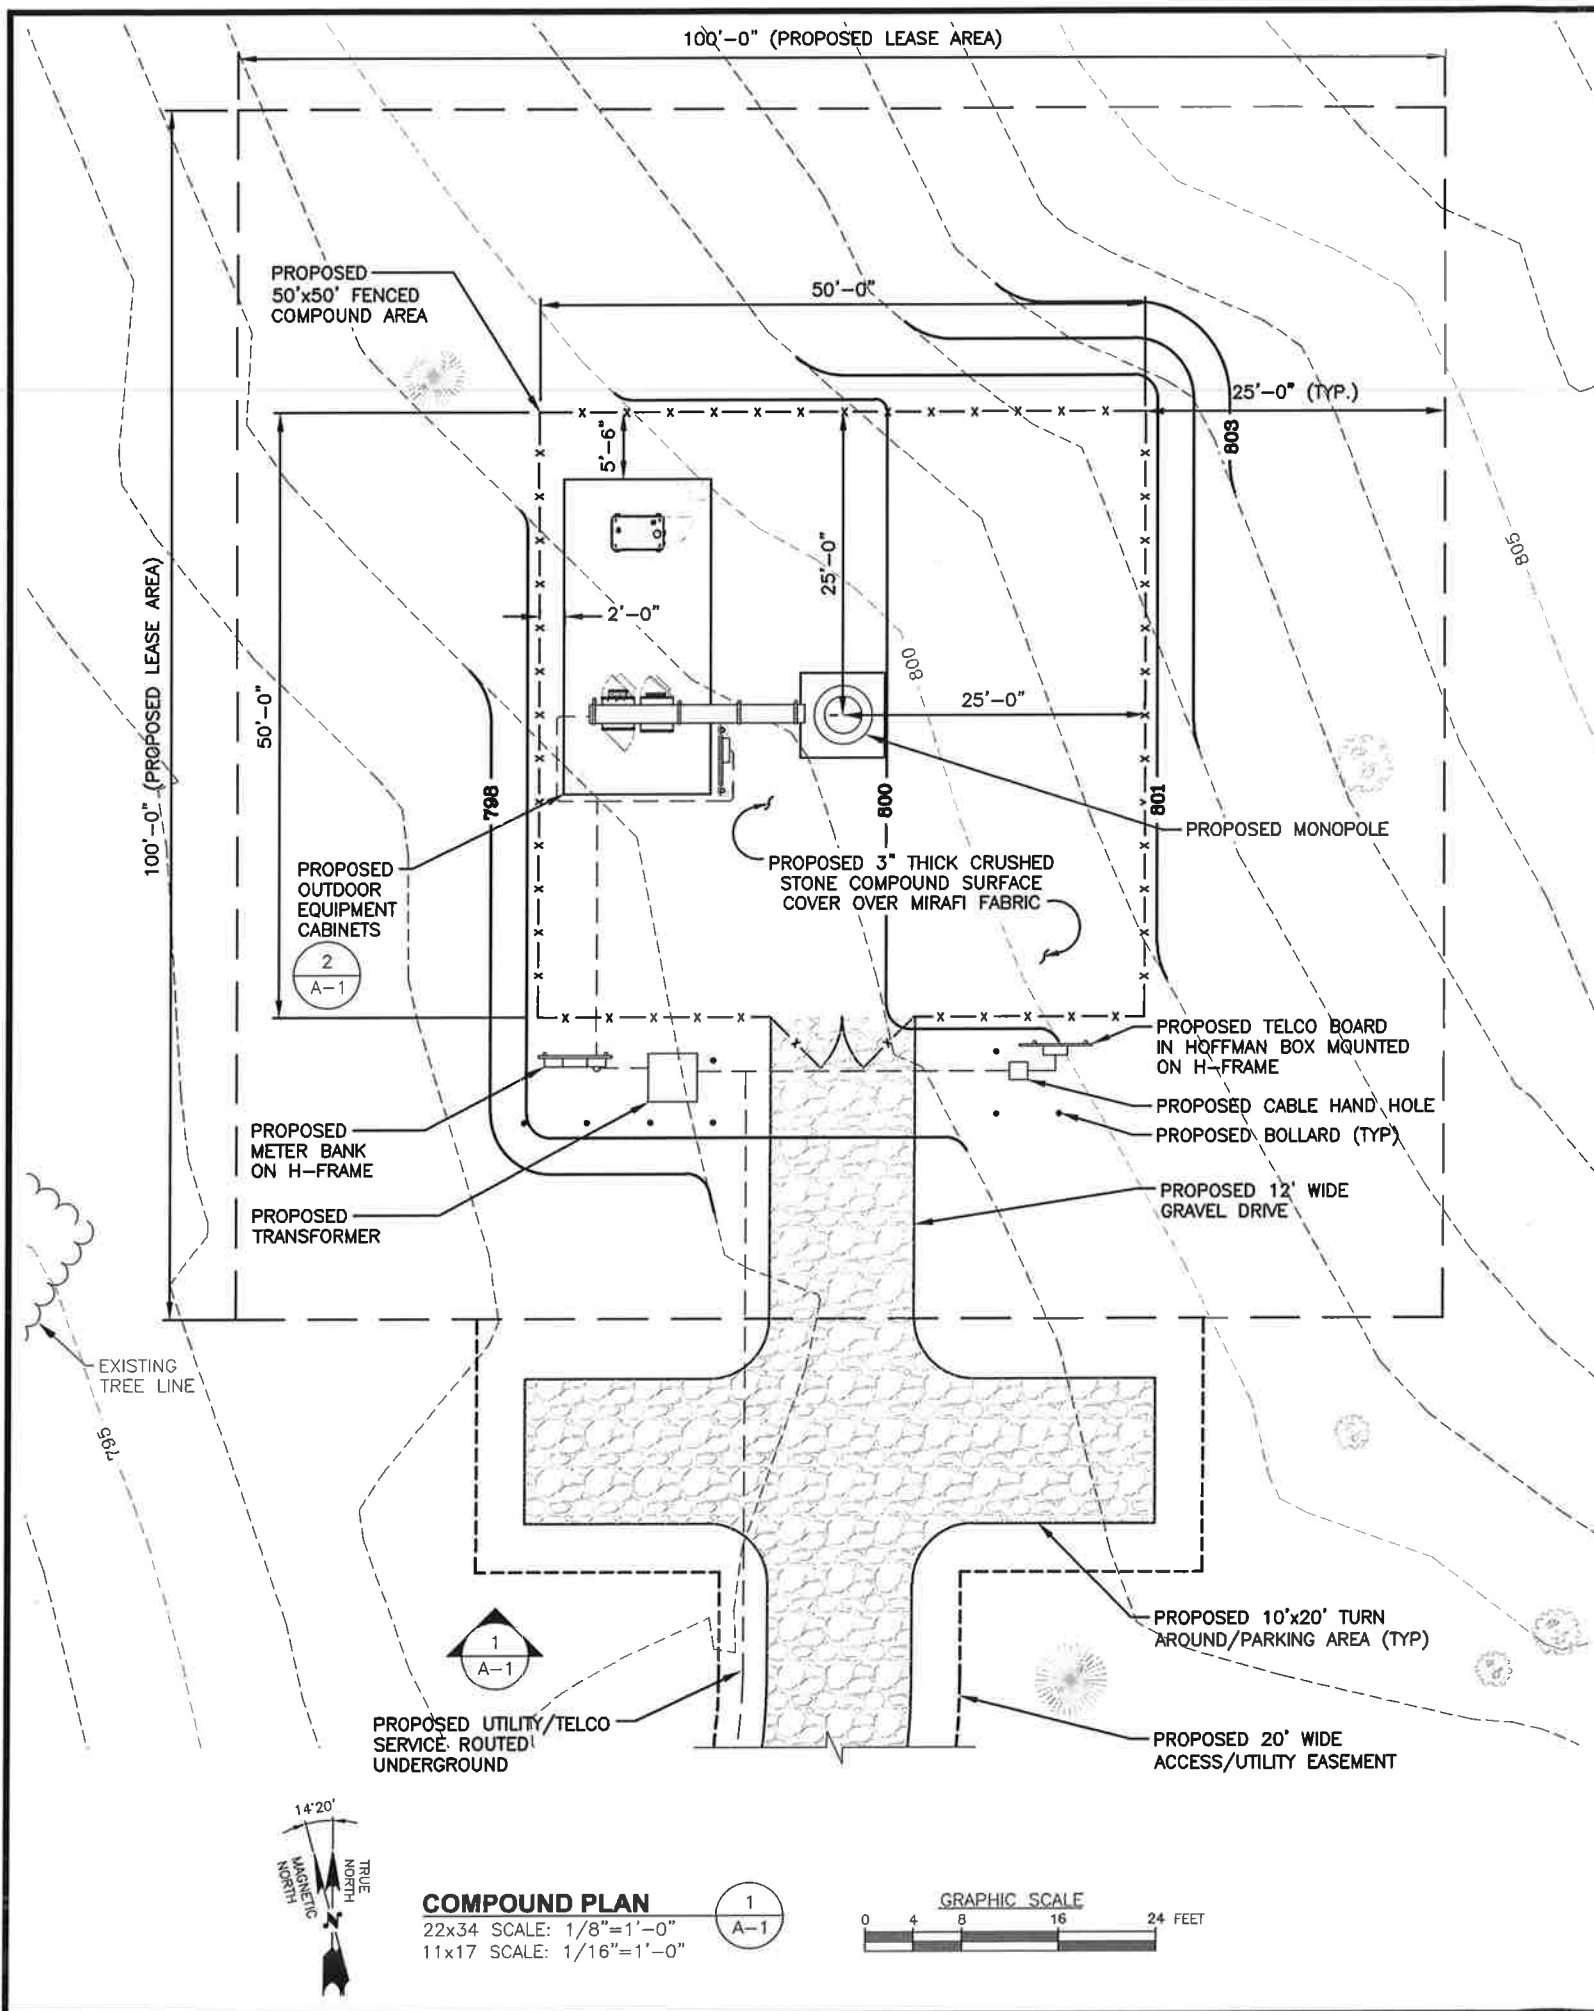 100'-0" (PROPOSED LEASE AREA)
PROPOSED
50'x50' FENCED
COMPOUND AREA
50'-0"
25'-0" (TYP.)
803
5'-6"
25'-0"
805
100'-0" (PROPOSED LEASE AREA)
2'-0"
800
50'-0"
25'-0"
798
800
801
PROPOSED MONOPOLE
PROPOSED
OUTDOOR
EQUIPMENT
CABINETS
PROPOSED 3" THICK CRUSHED
STONE COMPOUND SURFACE
COVER OVER MIRAFI FABRIC
2
A-1
PROPOSED TELCO BOARD
IN HOFFMAN BOX MOUNTED
ON H-FRAME
PROPOSED CABLE HAND HOLE
PROPOSED BOLLARD (TYP)
PROPOSED
METER BANK
ON H-FRAME
PROPOSED
TRANSFORMER
PROPOSED 12' WIDE
GRAVEL DRIVE
EXISTING
TREE LINE
795
1
A-1
PROPOSED 10'x20' TURN
AROUND/PARKING AREA (TYP)
PROPOSED UTILITY/TELCO
SERVICE ROUTED
UNDERGROUND
PROPOSED 20' WIDE
ACCESS/UTILITY EASEMENT
14°20'
TRUE
NORTH
MAGNETIC
NORTH
N
COMPOUND PLAN
22x34 SCALE: 1/8"=1'-0"
11x17 SCALE: 1/16"=1'-0"
1
A-1
GRAPHIC SCALE
0 4 8 16 24 FEET